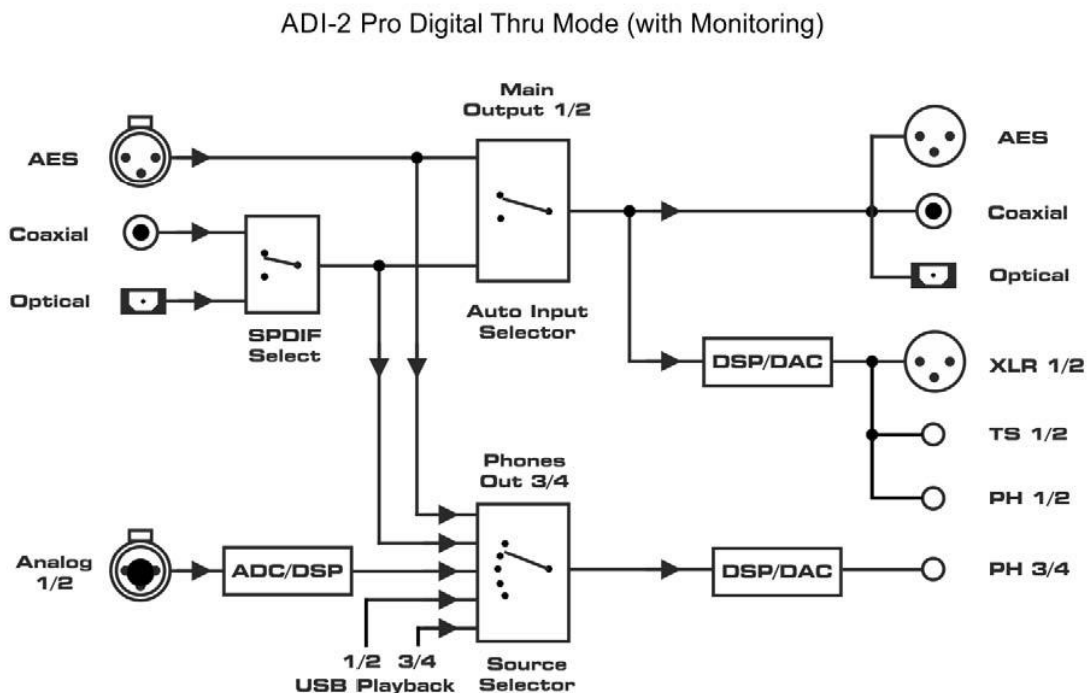 ADI-2 Pro Digital Thru Mode (with Monitoring)
Main
Output 1/2
AES
AES
Coaxial
Coaxial
Optical
Optical
SPDIF
Select
Auto Input
Selector
DSP/DAC
XLR 1/2
TS 1/2
PH 1/2
Phones
Out 3/4
Analog
1/2
ADC/DSP
DSP/DAC
PH 3/4
1/2 3/4
USB Playback
Source
Selector